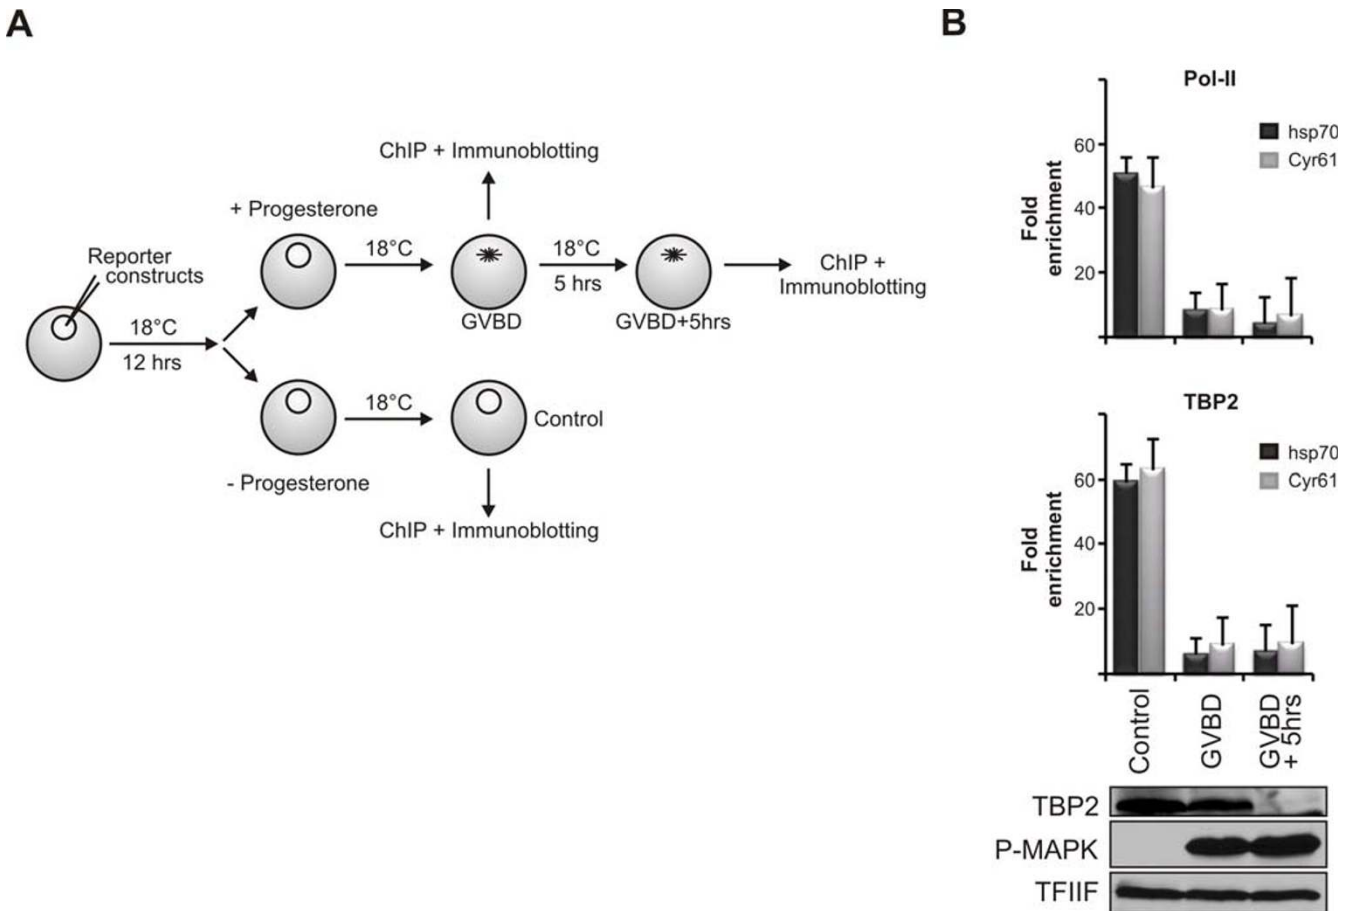 A
ChIP + Immunoblotting
+ Progesterone
Reporter
constructs
18°C
12 hrs
18°C
GVBD
18°C
5 hrs
GVBD+5hrs
ChIP +
Immunoblotting
18°C
Control
- Progesterone
ChIP + Immunoblotting
B
Pol-II
hsp70
Cyr61
Fold
enrichment
60
40
20
TBP2
hsp70
Cyr61
Fold
enrichment
60
40
20
Control
GVBD
GVBD
+ 5hrs
TBP2
P-MAPK
TFIIF